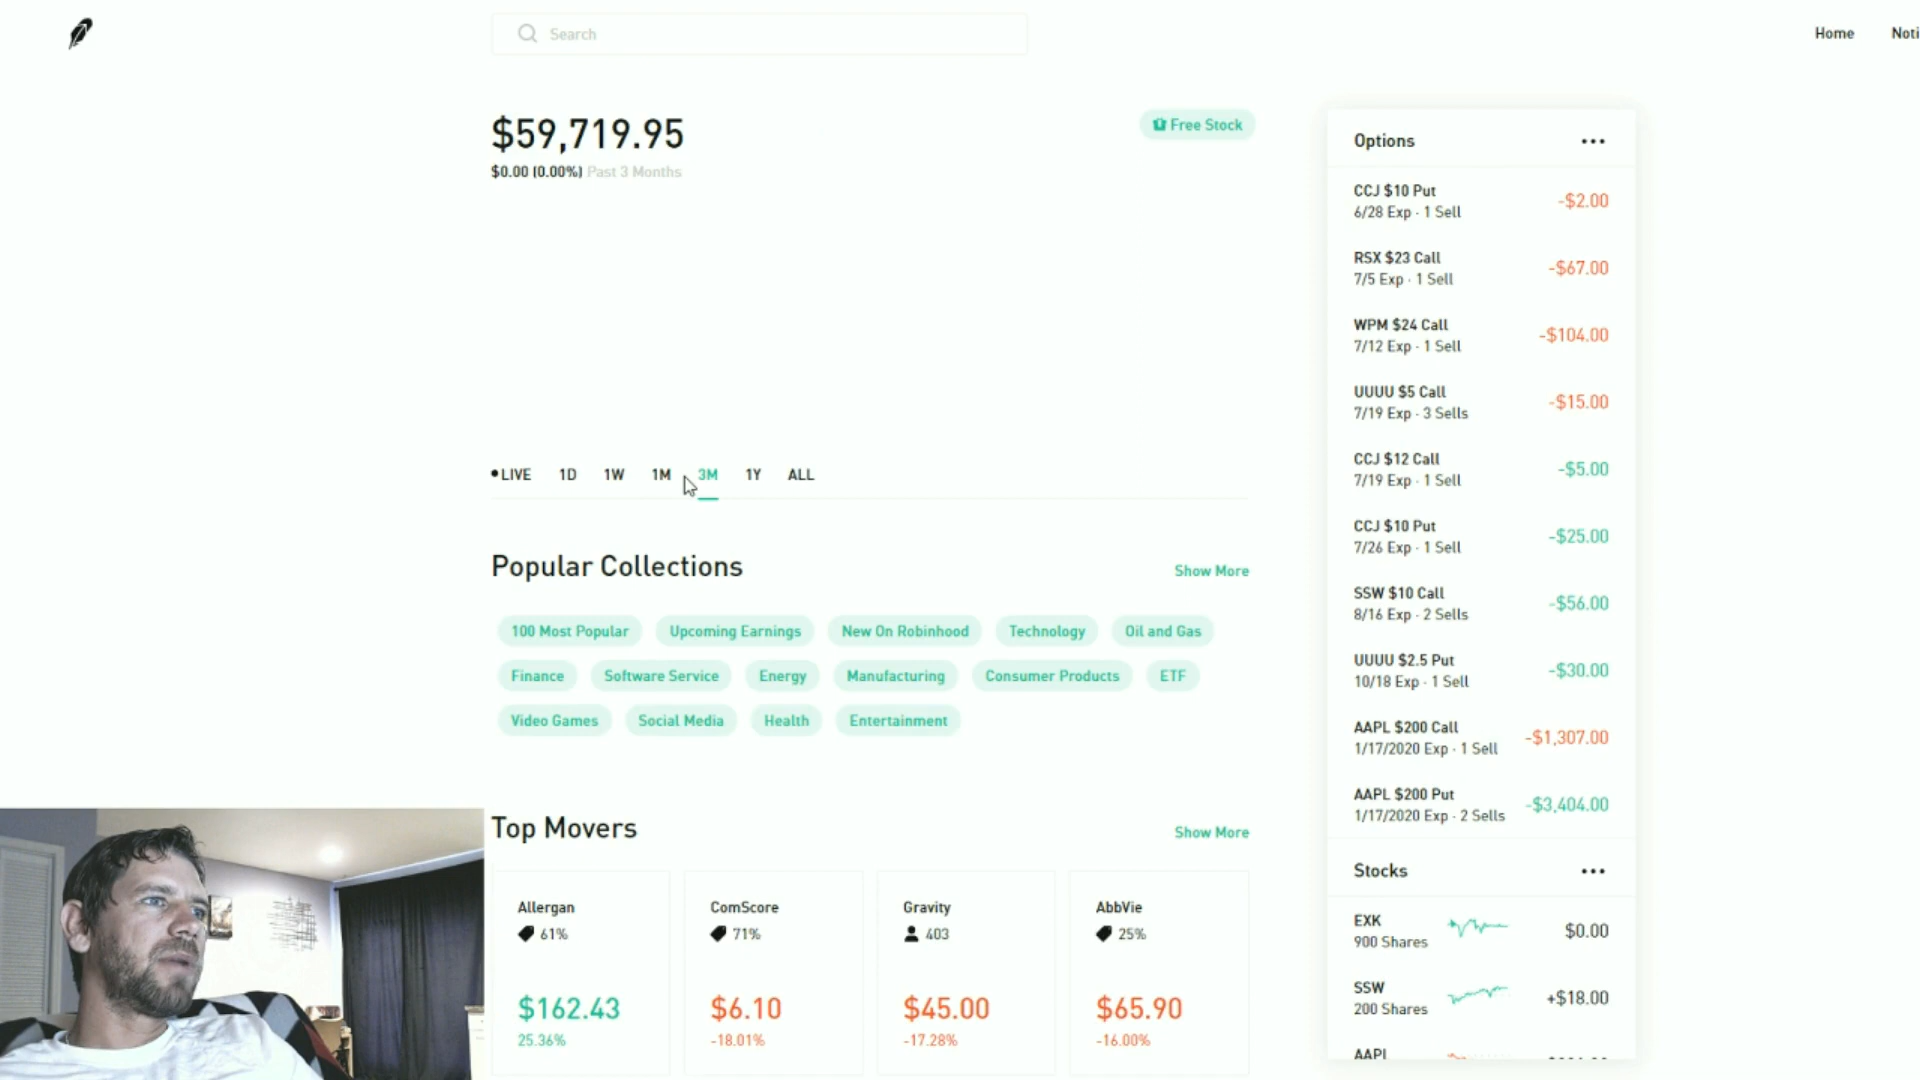 Search
Home
Noti
$59,719.95
$0.00 (0.00%) Past 3 Months
Free Stock
LIVE 1D 1W 1M 3M 1Y ALL
Popular Collections
Show More
100 Most Popular
Upcoming Earnings
New On Robinhood
Technology
Oil and Gas
Finance
Software Service
Energy
Manufacturing
Consumer Products
ETF
Video Games
Social Media
Health
Entertainment
Top Movers
Show More
Allergan
61%
$162.43
25.36%
ComScore
71%
$6.10
-18.01%
Gravity
403
$45.00
-17.28%
AbbVie
25%
$65.90
-16.00%
Options
CCJ $10 Put
6/28 Exp · 1 Sell
-$2.00
RSX $23 Call
7/5 Exp · 1 Sell
-$67.00
WPM $24 Call
7/12 Exp · 1 Sell
-$104.00
UUUU $5 Call
7/19 Exp · 3 Sells
-$15.00
CCJ $12 Call
7/19 Exp · 1 Sell
-$5.00
CCJ $10 Put
7/26 Exp · 1 Sell
-$25.00
SSW $10 Call
8/16 Exp · 2 Sells
-$56.00
UUUU $2.5 Put
10/18 Exp · 1 Sell
-$30.00
AAPL $200 Call
1/17/2020 Exp · 1 Sell
-$1,307.00
AAPL $200 Put
1/17/2020 Exp · 2 Sells
-$3,404.00
Stocks
EXK
900 Shares
$0.00
SSW
200 Shares
+$18.00
AAPL